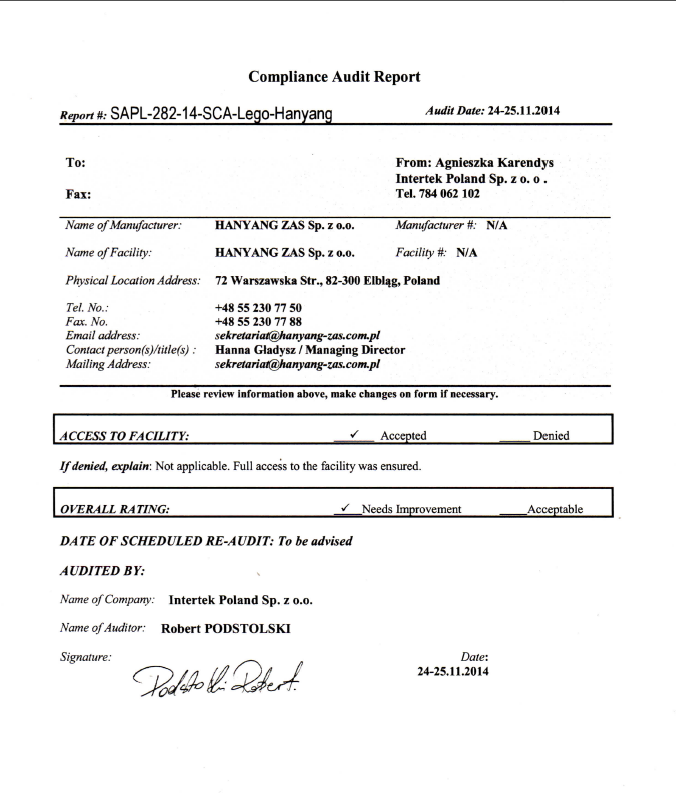 Compliance Audit Report
Report #: SAPL-282-14-SCA-Lego-Hanyang Audit Date: 24-25.11.2014
To: From: Agnieszka Karendys
Intertek Poland Sp. z o. o .
Fax: Tel. 784 062 102
Name of Manufacturer: HANYANG ZAS Sp. z o.o. Manufacturer #: N/A
Name of Facility: HANYANG ZAS Sp. z o.o. Facility #: N/A
Physical Location Address: 72 Warszawska Str., 82-300 Elbląg, Poland
Tel. No.: +48 55 230 77 50
Fax. No. +48 55 230 77 88
Email address: sekretariat@hanyang-zas.com.pl
Contact person(s)/title(s) : Hanna Gładysz / Managing Director
Mailing Address: sekretariat@hanyang-zas.com.pl
Please review information above, make changes on form if necessary.
ACCESS TO FACILITY: ✓ Accepted Denied
If denied, explain: Not applicable. Full access to the facility was ensured.
OVERALL RATING: ✓ Needs Improvement Acceptable
DATE OF SCHEDULED RE-AUDIT: To be advised
AUDITED BY:
Name of Company: Intertek Poland Sp. z o.o.
Name of Auditor: Robert PODSTOLSKI
Signature: Date:
24-25.11.2014
Podstolski Robert.